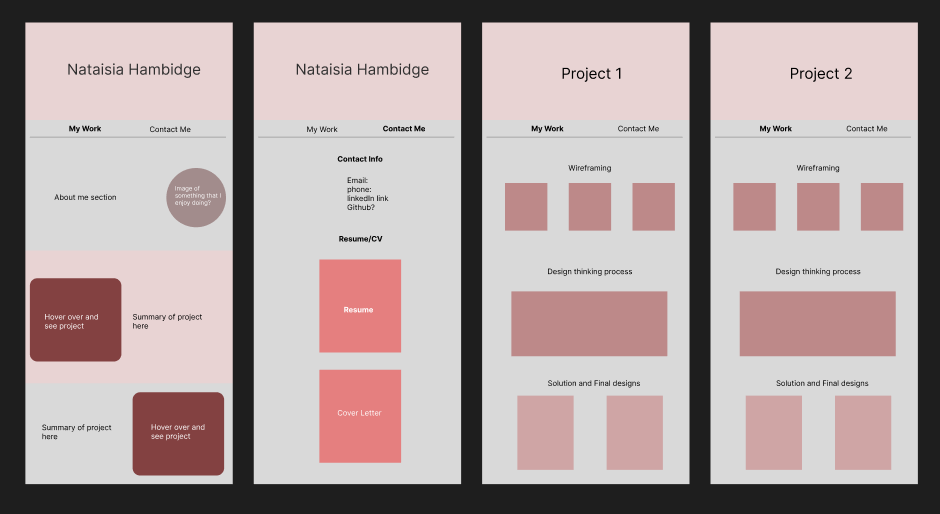 Nataisia Hambidge
My Work
Contact Me
About me section
Image of
something that I
enjoy doing?
Hover over and
see project
Summary of project
here
Summary of project
here
Hover over and
see project
Nataisia Hambidge
My Work
Contact Me
Contact Info
Email:
phone:
linkedIn link
Github?
Resume/CV
Resume
Cover Letter
Project 1
My Work
Contact Me
Wireframing
Design thinking process
Solution and Final designs
Project 2
My Work
Contact Me
Wireframing
Design thinking process
Solution and Final designs